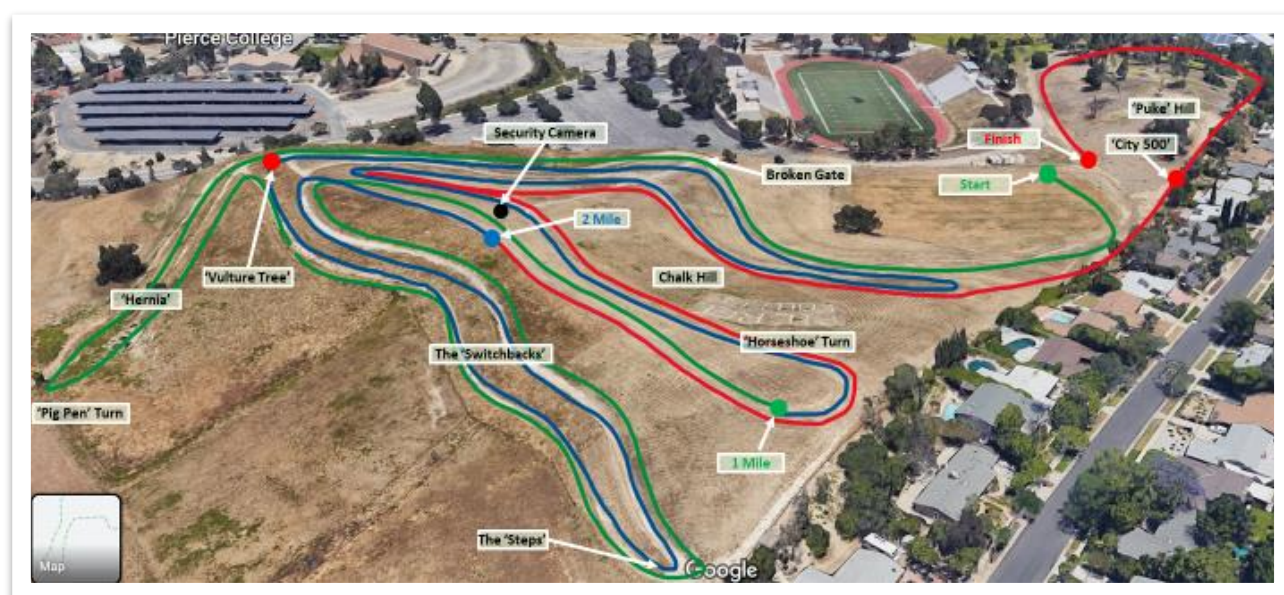 Pierce College
'Puke' Hill
Security Camera
Finish
'City 500'
Broken Gate
Start
2 Mile
'Vulture Tree'
Chalk Hill
'Hernia'
'Horseshoe' Turn
The 'Switchbacks'
'Pig Pen' Turn
1 Mile
The 'Steps'
Map
Google